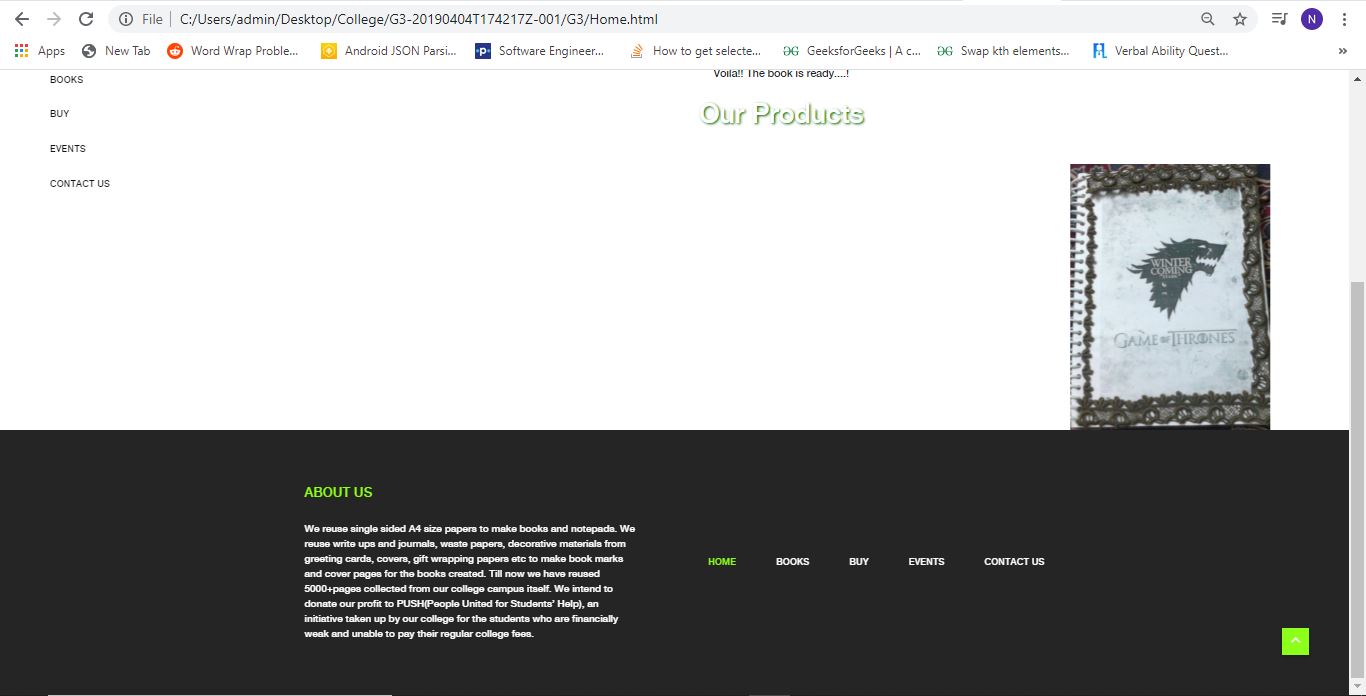 File C:/Users/admin/Desktop/College/G3-20190404T174217Z-001/G3/Home.html
N
Apps New Tab Word Wrap Proble... Android JSON Parsi... Software Engineer... How to get selecte... GeeksforGeeks | A c... Swap kth elements... Verbal Ability Quest... »
BOOKS
BUY
EVENTS
CONTACT US
Voila!! The book is ready....!
Our Products
WINTER
COMING
GAME OF THRONES
ABOUT US
We reuse single sided A4 size papers to make books and notepads. We
reuse write ups and journals, waste papers, decorative materials from
greeting cards, covers, gift wrapping papers etc to make book marks
and cover pages for the books created. Till now we have reused
5000+pages collected from our college campus itself. We intend to
donate our profit to PUSH(People United for Students' Help), an
initiative taken up by our college for the students who are financially
weak and unable to pay their regular college fees.
HOME BOOKS BUY EVENTS CONTACT US